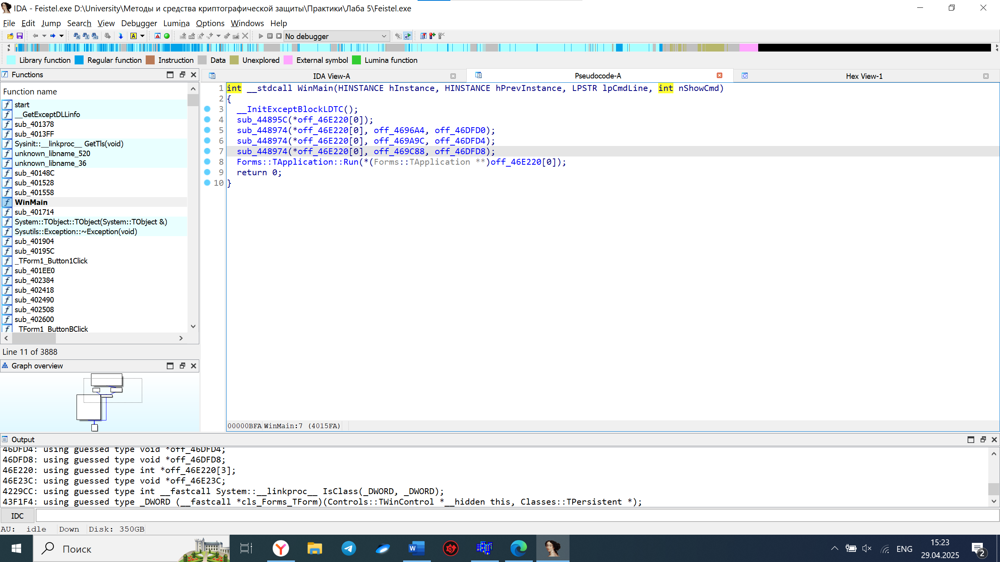 IDA - Feistel.exe D:\University\Методы и средства криптографической защиты\Практики\Лаба 5\Feistel.exe
File Edit Jump Search View Debugger Lumina Options Windows Help
No debugger
Library function Regular function Instruction Data Unexplored External symbol Lumina function
Functions
Function name
start
__GetExceptDLLinfo
sub_401378
sub_4013FF
Sysinit::__linkproc__ GetTls(void)
unknown_libname_520
unknown_libname_36
sub_40148C
sub_401528
sub_401558
WinMain
sub_401714
System::TObject::TObject(System::TObject &)
Sysutils::Exception::~Exception(void)
sub_401904
sub_40195C
_TForm1_Button1Click
sub_401EE0
sub_402384
sub_402418
sub_402490
sub_402508
sub_402600
_TForm1_ButtonBClick
Line 11 of 3888
Graph overview
IDA View-A Pseudocode-A Hex View-1
1 int __stdcall WinMain(HINSTANCE hInstance, HINSTANCE hPrevInstance, LPSTR lpCmdLine, int nShowCmd)
2 {
3 __InitExceptBlockLDTC();
4 sub_44895C(*off_46E220[0]);
5 sub_448974(*off_46E220[0], off_4696A4, off_46DFD0);
6 sub_448974(*off_46E220[0], off_469A9C, off_46DFD4);
7 sub_448974(*off_46E220[0], off_469C88, off_46DFD8);
8 Forms::TApplication::Run(*(Forms::TApplication **)off_46E220[0]);
9 return 0;
10 }
00000BFA WinMain:7 (4015FA)
Output
46DFD4: using guessed type void *off_46DFD4;
46DFD8: using guessed type void *off_46DFD8;
46E220: using guessed type int *off_46E220[3];
46E23C: using guessed type void *off_46E23C;
4229CC: using guessed type int __fastcall System::__linkproc__ IsClass(_DWORD, _DWORD);
43F1F4: using guessed type _DWORD (__fastcall *cls_Forms_TForm)(Controls::TWinControl *__hidden this, Classes::TPersistent *);
IDC
AU: idle Down Disk: 350GB
Поиск
ENG
15:23
29.04.2025
2